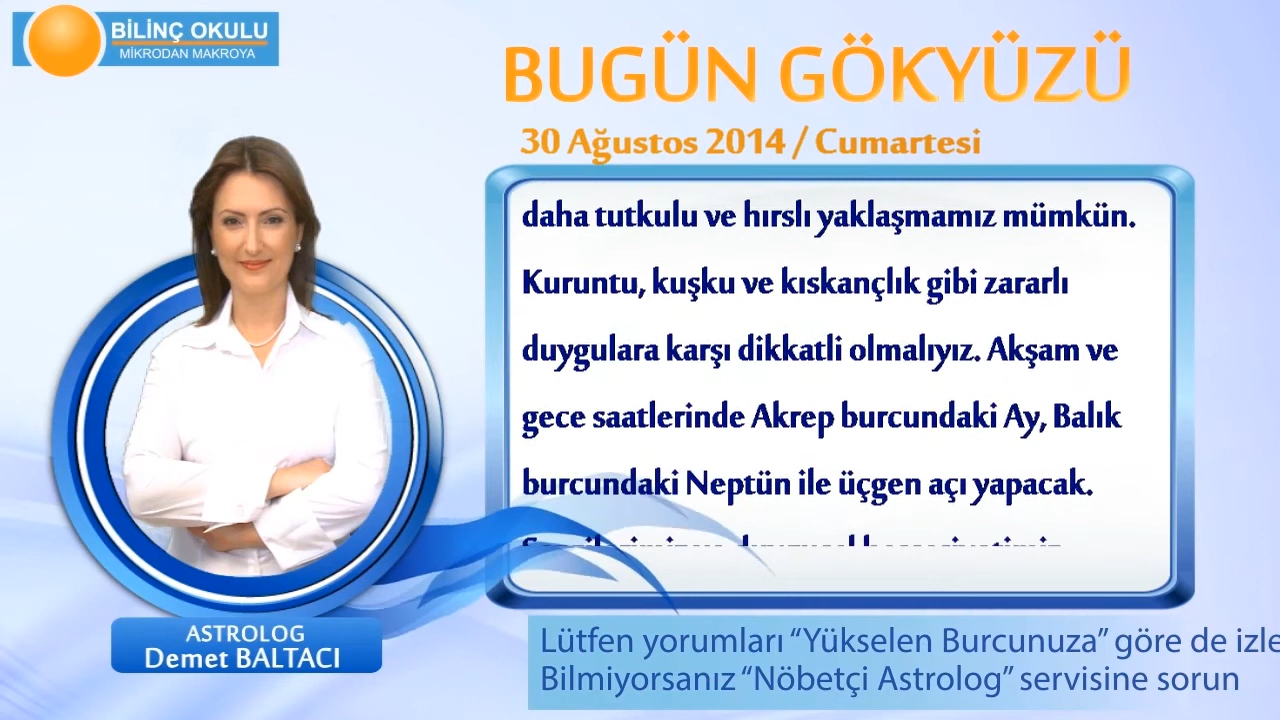 BİLİNÇ OKULU
MİKRODAN MAKROYA
BUGÜN GÖKYÜZÜ
30 Ağustos 2014 / Cumartesi
daha tutkulu ve hırslı yaklaşmamız mümkün.
Kuruntu, kuşku ve kıskançlık gibi zararlı
duygulara karşı dikkatli olmalıyız. Akşam ve
gece saatlerinde Akrep burcundaki Ay, Balık
burcundaki Neptün ile üçgen açı yapacak.
ASTROLOG
Demet BALTACI
Lütfen yorumları “Yükselen Burcunuza” göre de izle
Bilmiyorsanız “Nöbetçi Astrolog” servisine sorun